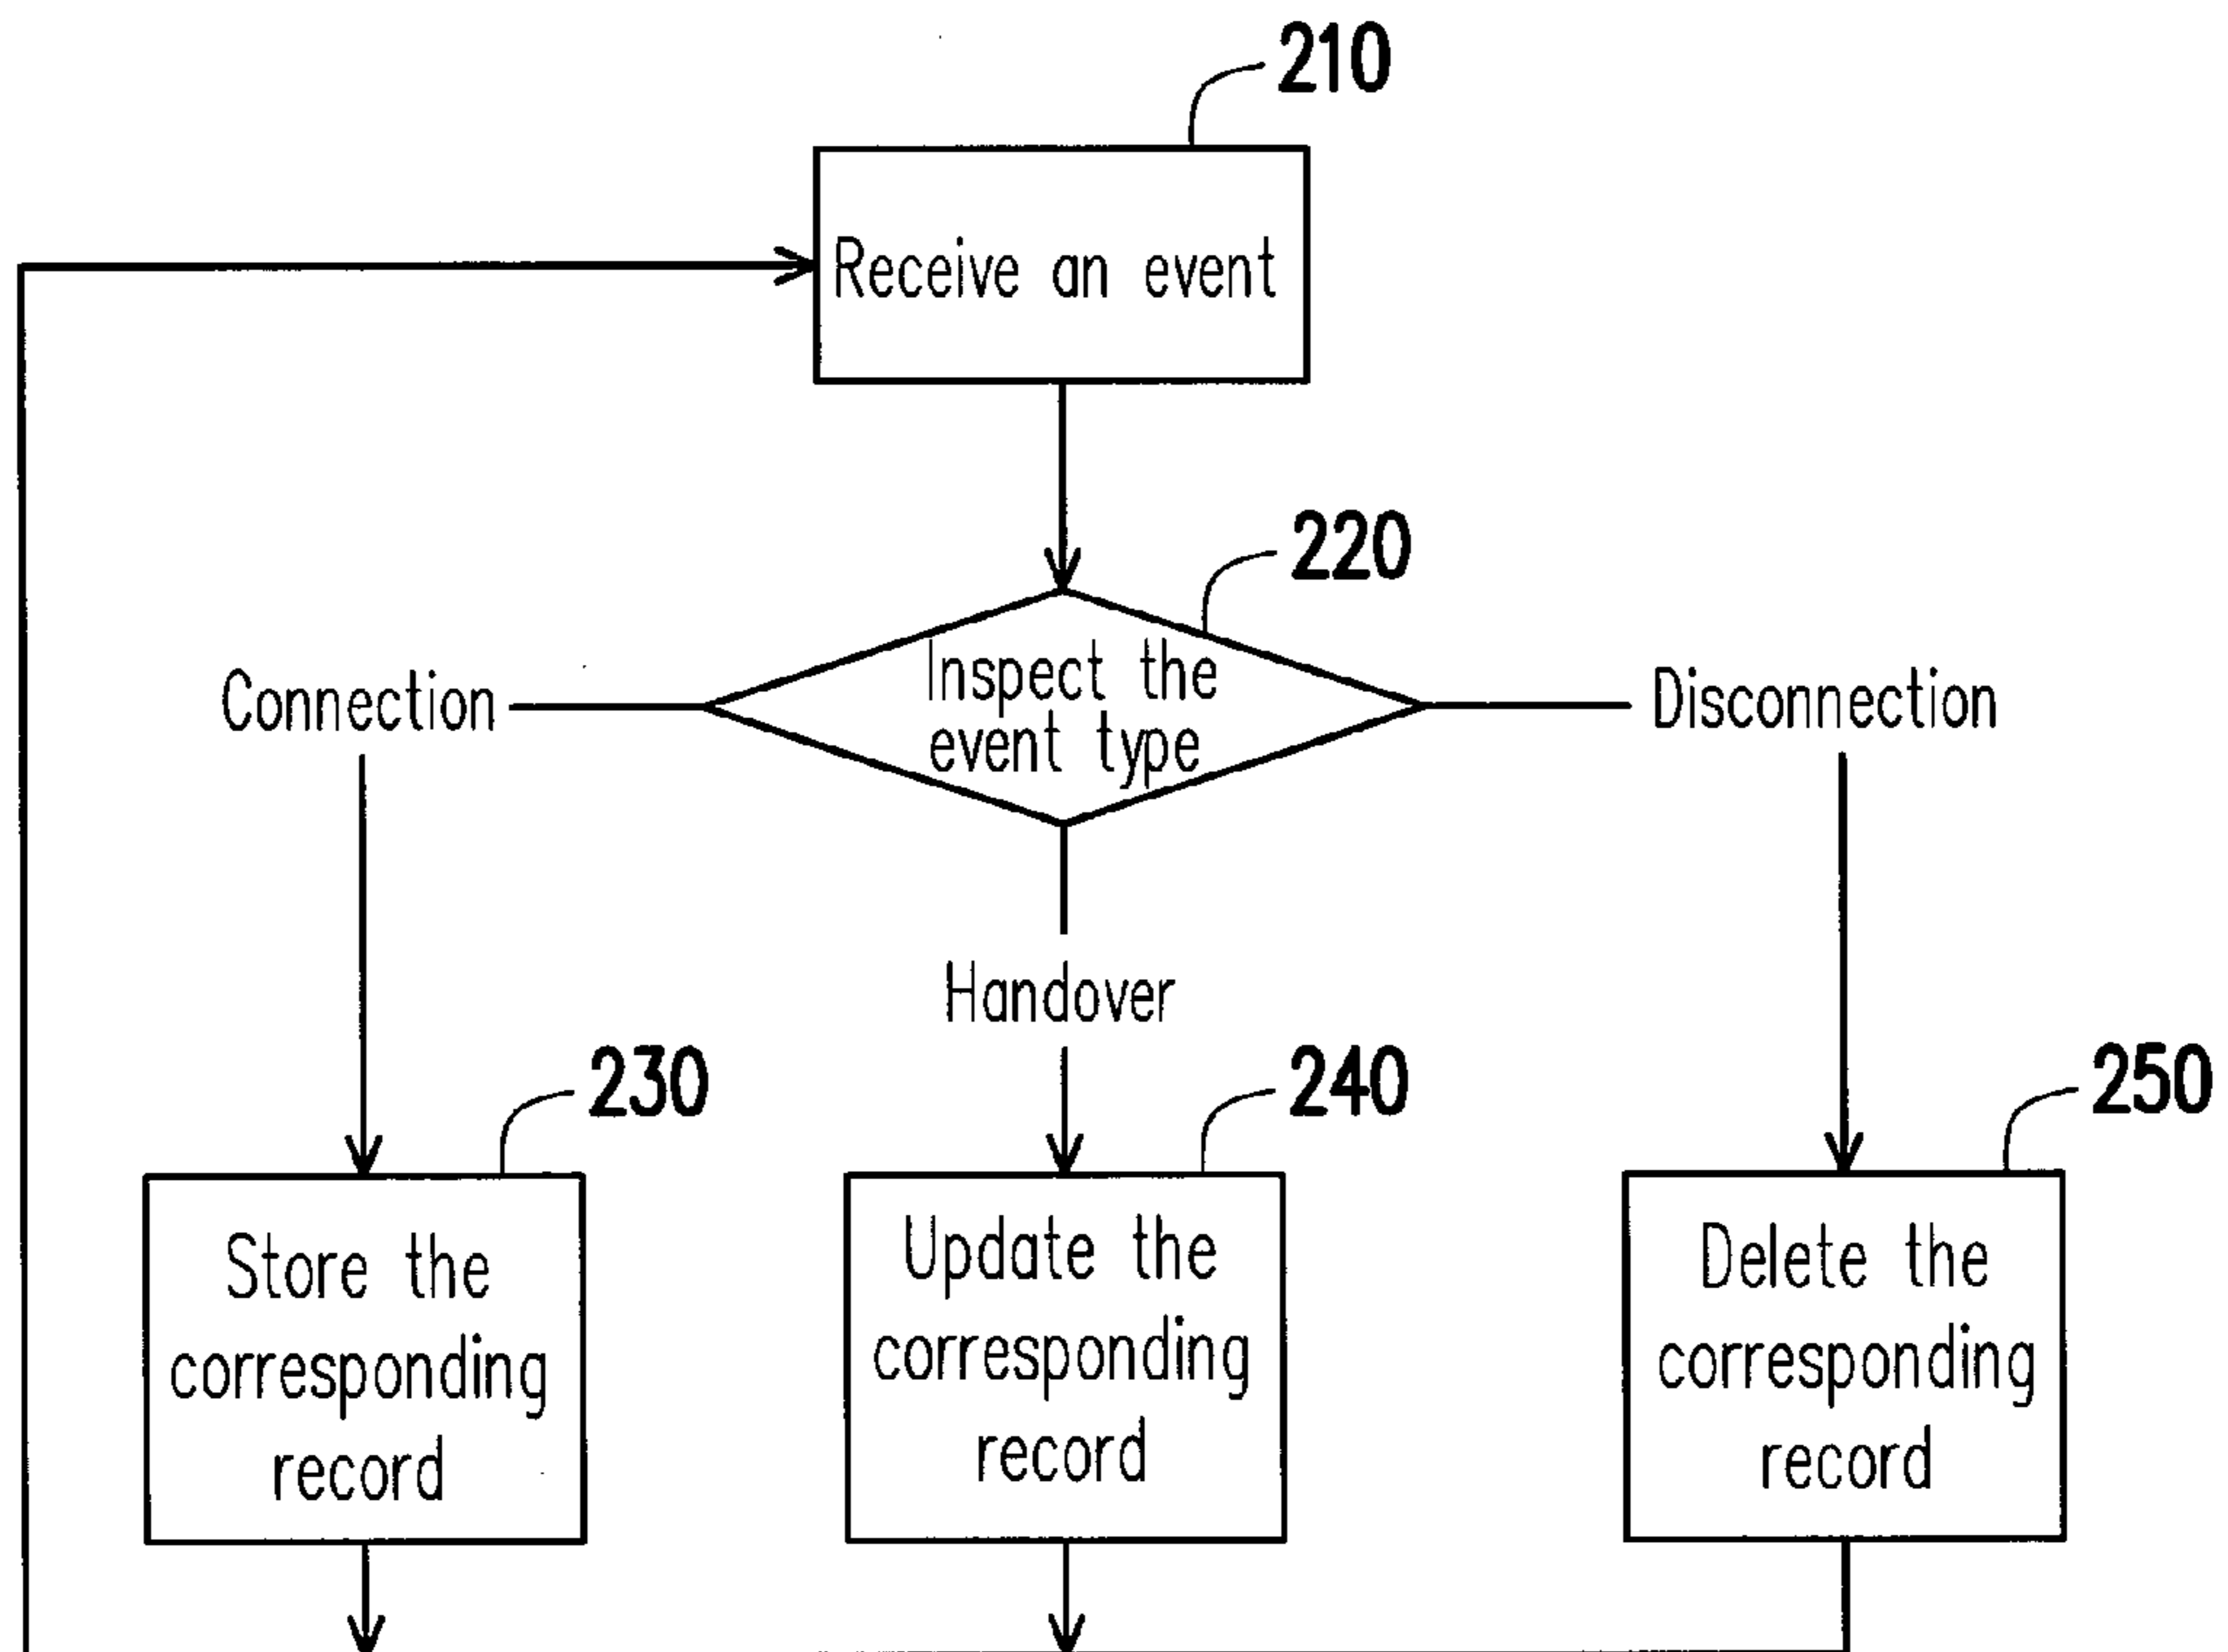 210
Receive an event
220
Inspect the
event type
Connection
Disconnection
Handover
230
240
250
Store the
corresponding
record
Update the
corresponding
record
Delete the
corresponding
record